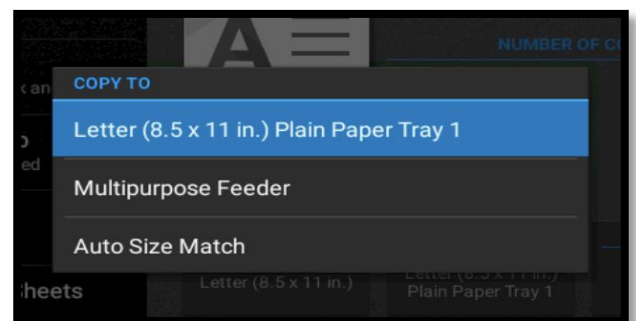 A
NUMBER OF
COPY TO
Letter (8.5 x 11 in.) Plain Paper Tray 1
Multipurpose Feeder
Auto Size Match
Letter (8.5 x 11 in.)
Letter (8.5 x 11 in.)
Plain Paper Tray 1